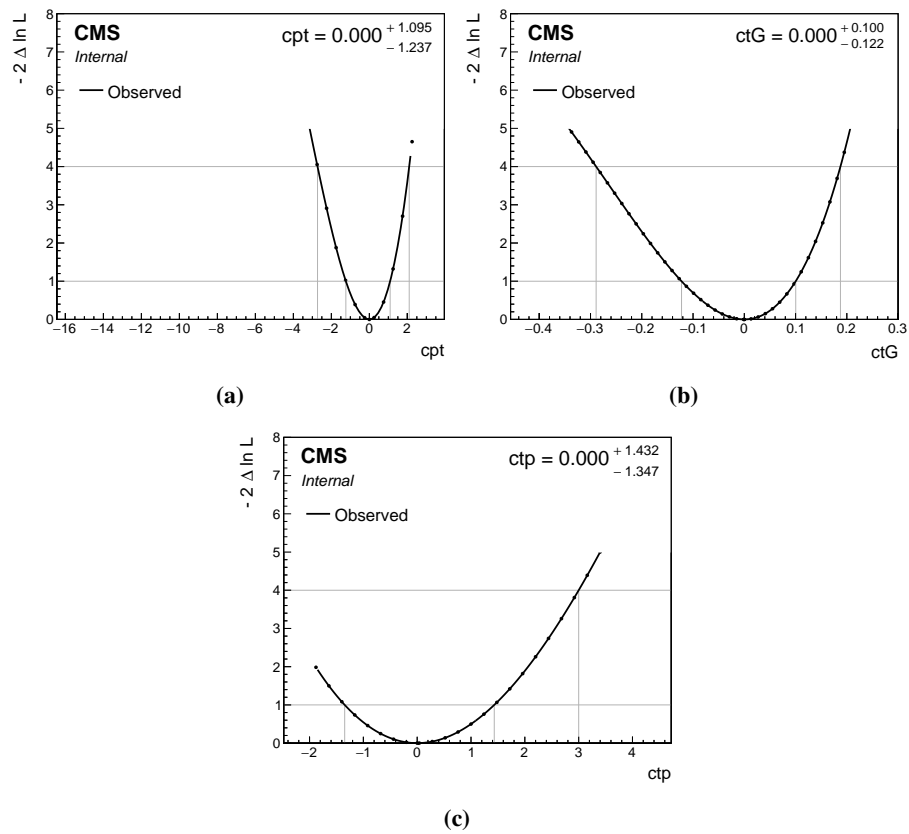 - 2 Δ ln L
8
7
6
5
4
3
2
1
0
CMS
Internal
cpt = 0.000 + 1.095 − 1.237
Observed
−16 −14 −12 −10 −8 −6 −4 −2 0 2
cpt
(a)
- 2 Δ ln L
8
7
6
5
4
3
2
1
0
CMS
Internal
ctG = 0.000 + 0.100 − 0.122
Observed
−0.4 −0.3 −0.2 −0.1 0 0.1 0.2 0.3
ctG
(b)
- 2 Δ ln L
8
7
6
5
4
3
2
1
0
CMS
Internal
ctp = 0.000 + 1.432 − 1.347
Observed
−2 −1 0 1 2 3 4
ctp
(c)